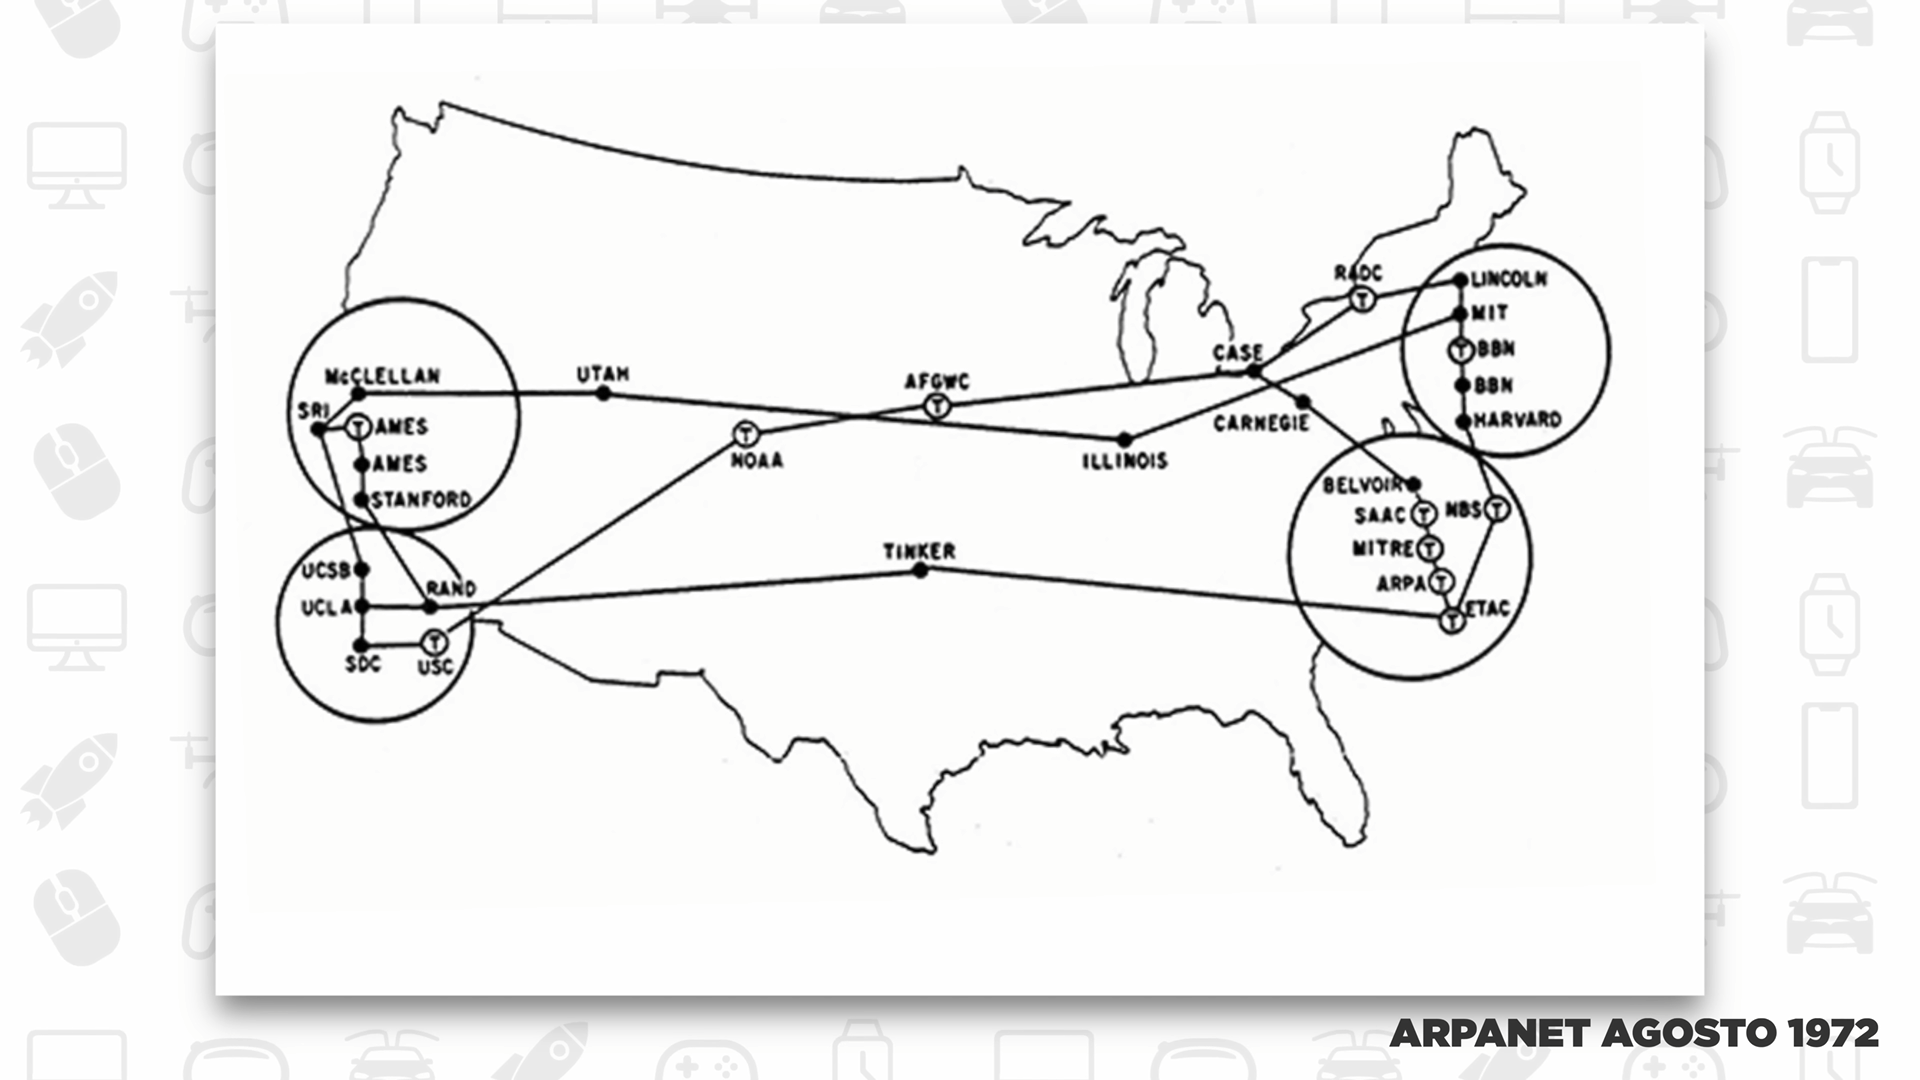 RADC
LINCOLN
MIT
BBN
BBN
HARVARD
CASE
CARNEGIE
McCLELLAN
UTAH
AFGWC
SRI
T AMES
AMES
STANFORD
T
NOAA
ILLINOIS
T
T
T
BELVOIR
SAAC T
NBS T
MITRE T
ARPA T
ETAC
T
TINKER
UCSB
UCLA
RAND
SDC
T
USC
ARPANET AGOSTO 1972